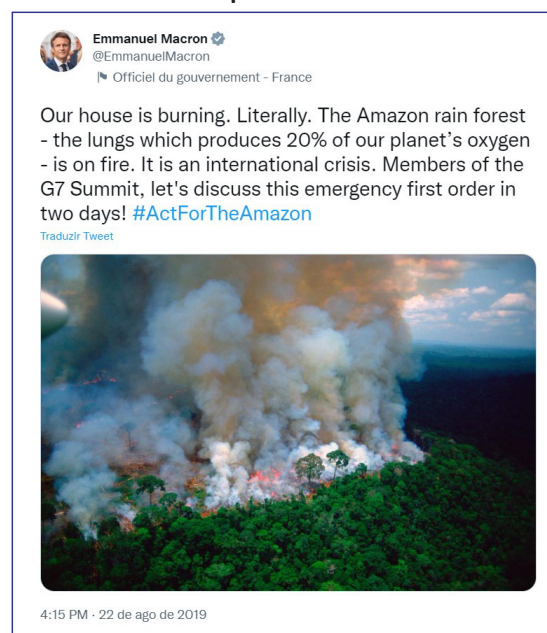 Emmanuel Macron
@EmmanuelMacron
Officiel du gouvernement - France
Our house is burning. Literally. The Amazon rain forest
- the lungs which produces 20% of our planet's oxygen
- is on fire. It is an international crisis. Members of the
G7 Summit, let's discuss this emergency first order in
two days! #ActForTheAmazon
Traduzir Tweet
4:15 PM · 22 de ago de 2019